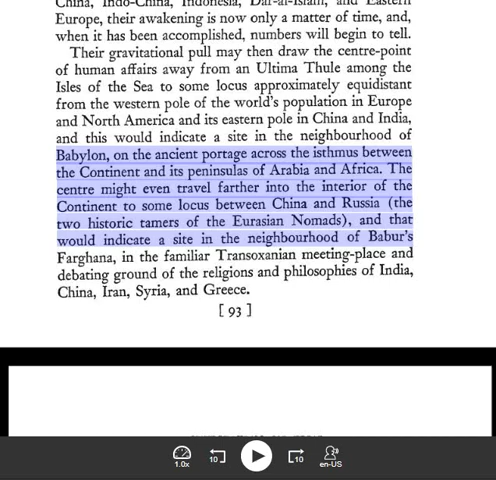 China, Indo-China, Indonesia, Dar-al-Islam, and Eastern
Europe, their awakening is now only a matter of time, and,
when it has been accomplished, numbers will begin to tell.
Their gravitational pull may then draw the centre-point
of human affairs away from an Ultima Thule among the
Isles of the Sea to some locus approximately equidistant
from the western pole of the world's population in Europe
and North America and its eastern pole in China and India,
and this would indicate a site in the neighbourhood of
Babylon, on the ancient portage across the isthmus between
the Continent and its peninsulas of Arabia and Africa. The
centre might even travel farther into the interior of the
Continent to some locus between China and Russia (the
two historic tamers of the Eurasian Nomads), and that
would indicate a site in the neighbourhood of Babur's
Farghana, in the familiar Transoxanian meeting-place and
debating ground of the religions and philosophies of India,
China, Iran, Syria, and Greece.
[ 93 ]
1.0x
10
10
en-US